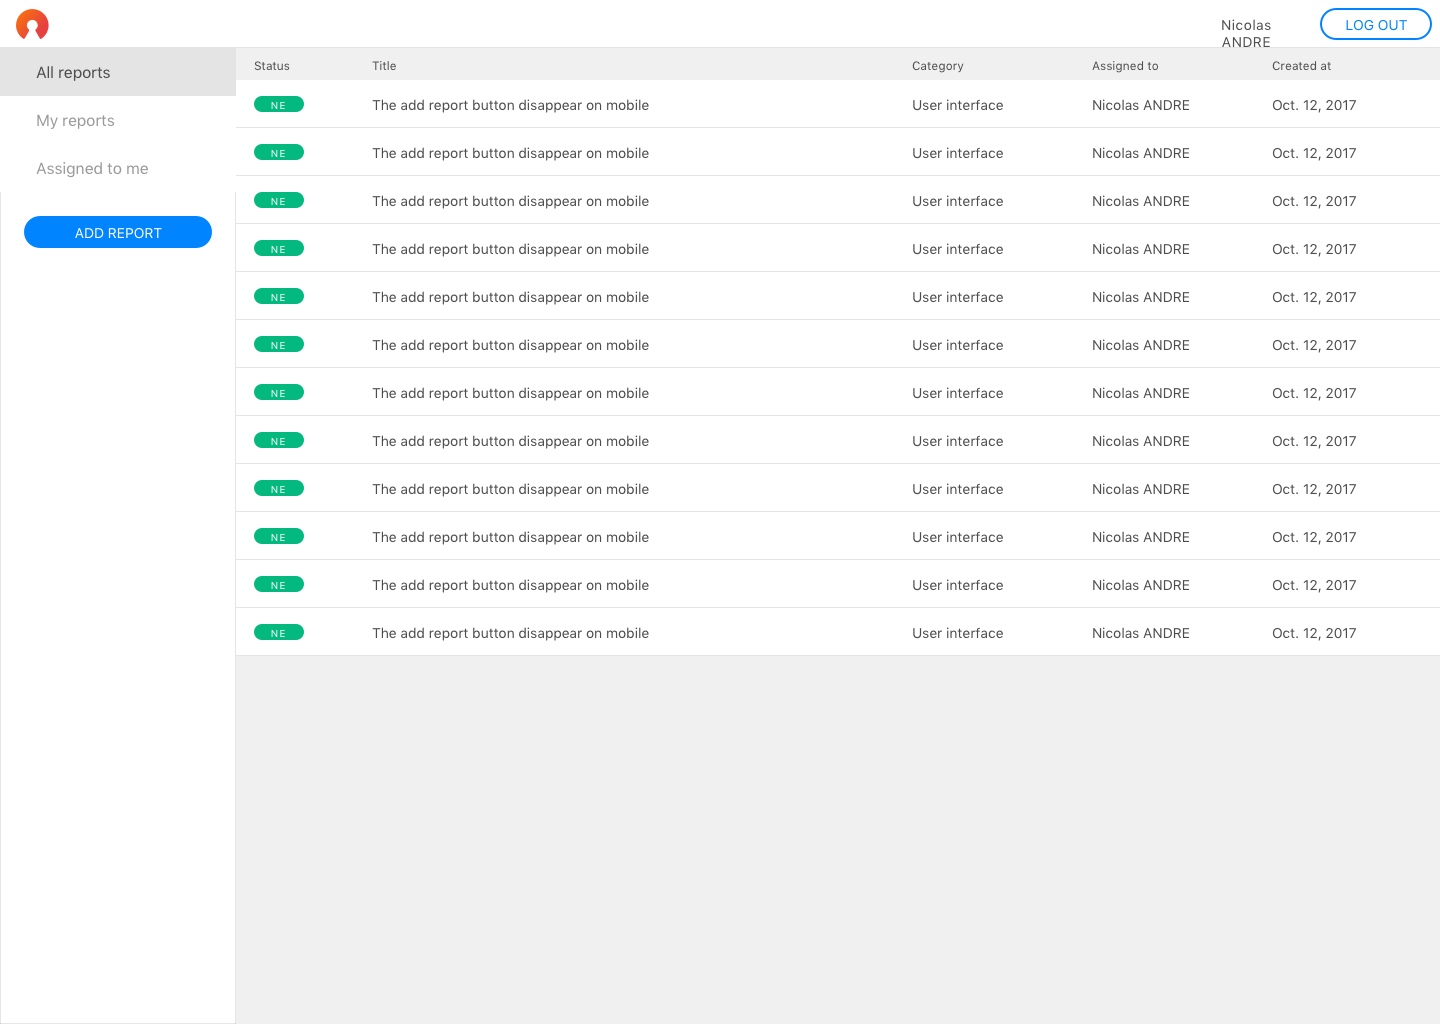 Nicolas
ANDRE
LOG OUT
All reports
My reports
Assigned to me
ADD REPORT
Status Title Category Assigned to Created at
NE The add report button disappear on mobile User interface Nicolas ANDRE Oct. 12, 2017
NE The add report button disappear on mobile User interface Nicolas ANDRE Oct. 12, 2017
NE The add report button disappear on mobile User interface Nicolas ANDRE Oct. 12, 2017
NE The add report button disappear on mobile User interface Nicolas ANDRE Oct. 12, 2017
NE The add report button disappear on mobile User interface Nicolas ANDRE Oct. 12, 2017
NE The add report button disappear on mobile User interface Nicolas ANDRE Oct. 12, 2017
NE The add report button disappear on mobile User interface Nicolas ANDRE Oct. 12, 2017
NE The add report button disappear on mobile User interface Nicolas ANDRE Oct. 12, 2017
NE The add report button disappear on mobile User interface Nicolas ANDRE Oct. 12, 2017
NE The add report button disappear on mobile User interface Nicolas ANDRE Oct. 12, 2017
NE The add report button disappear on mobile User interface Nicolas ANDRE Oct. 12, 2017
NE The add report button disappear on mobile User interface Nicolas ANDRE Oct. 12, 2017